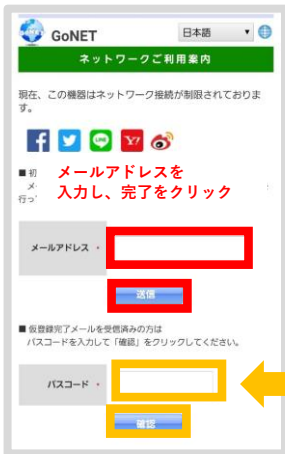 GoNET
日本語
ネットワークご利用案内
現在、この機器はネットワーク接続が制限されておりま
す。
Y!
■ 初
メールアドレスを
入力し、完了をクリック
メ
行っ
メールアドレス *
送信
■ 仮登録完了メールを受信済みの方は
パスコードを入力して「確認」をクリックしてください。
パスコード *
確認